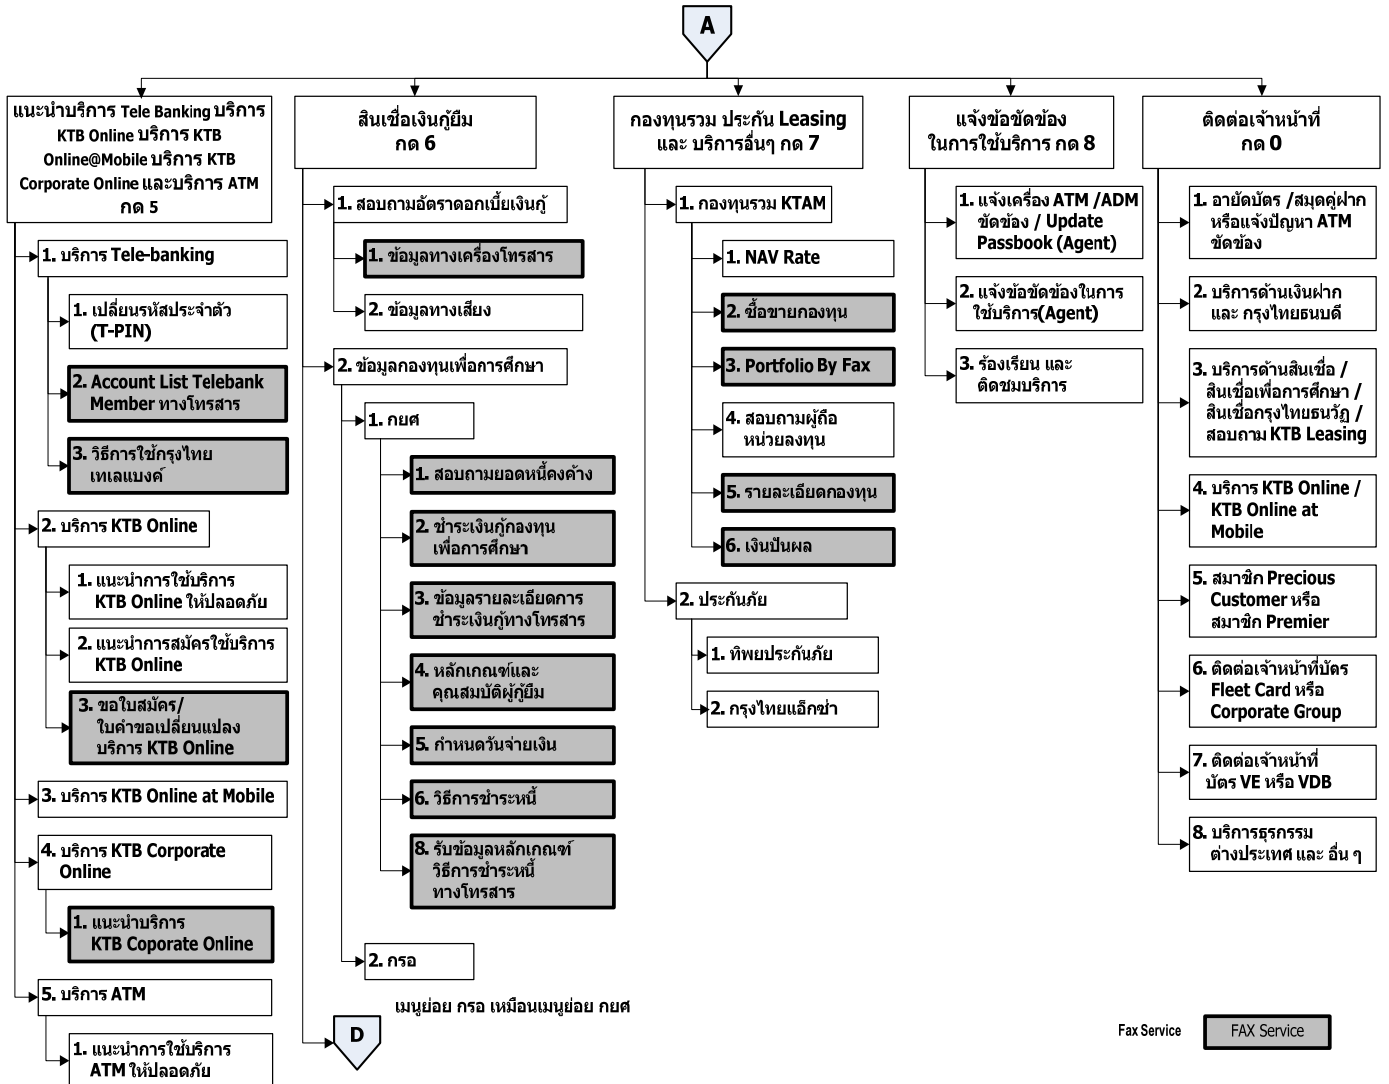 A
แนะนำบริการ Tele Banking บริการ
KTB Online บริการ KTB
Online@Mobile บริการ KTB
Corporate Online และบริการ ATM
กด 5
1. บริการ Tele-banking
1. เปลี่ยนรหัสประจำตัว
(T-PIN)
2. Account List Telebank
Member ทางโทรสาร
3. วิธีการใช้กรุงไทย
เทเลแบงค์
2. บริการ KTB Online
1. แนะนำการใช้บริการ
KTB Online ให้ปลอดภัย
2. แนะนำการสมัครใช้บริการ
KTB Online
3. ขอใบสมัคร/
ใบคำขอเปลี่ยนแปลง
บริการ KTB Online
3. บริการ KTB Online at Mobile
4. บริการ KTB Corporate
Online
1. แนะนำบริการ
KTB Coporate Online
5. บริการ ATM
1. แนะนำการใช้บริการ
ATM ให้ปลอดภัย
สินเชื่อเงินกู้ยืม
กด 6
1. สอบถามอัตราดอกเบี้ยเงินกู้
1. ข้อมูลทางเครื่องโทรสาร
2. ข้อมูลทางเสียง
2. ข้อมูลกองทุนเพื่อการศึกษา
1. กยศ
1. สอบถามยอดหนี้คงค้าง
2. ชำระเงินกู้กองทุน
เพื่อการศึกษา
3. ข้อมูลรายละเอียดการ
ชำระเงินกู้ทางโทรสาร
4. หลักเกณฑ์และ
คุณสมบัติผู้กู้ยืม
5. กำหนดวันจ่ายเงิน
6. วิธีการชำระหนี้
8. รับข้อมูลหลักเกณฑ์
วิธีการชำระหนี้
ทางโทรสาร
2. กรอ
เมนูย่อย กรอ เหมือนเมนูย่อย กยศ
D
กองทุนรวม ประกัน Leasing
และ บริการอื่นๆ กด 7
1. กองทุนรวม KTAM
1. NAV Rate
2. ซื้อขายกองทุน
3. Portfolio By Fax
4. สอบถามผู้ถือ
หน่วยลงทุน
5. รายละเอียดกองทุน
6. เงินปันผล
2. ประกันภัย
1. ทิพยประกันภัย
2. กรุงไทยแอ็กซ่า
แจ้งข้อขัดข้อง
ในการใช้บริการ กด 8
1. แจ้งเครื่อง ATM /ADM
ขัดข้อง / Update
Passbook (Agent)
2. แจ้งข้อขัดข้องในการ
ใช้บริการ(Agent)
3. ร้องเรียน และ
ติดชมบริการ
ติดต่อเจ้าหน้าที่
กด 0
1. อายัดบัตร /สมุดคู่ฝาก
หรือแจ้งปัญหา ATM
ขัดข้อง
2. บริการด้านเงินฝาก
และ กรุงไทยธนบดี
3. บริการด้านสินเชื่อ /
สินเชื่อเพื่อการศึกษา /
สินเชื่อกรุงไทยธนวัฏ /
สอบถาม KTB Leasing
4. บริการ KTB Online /
KTB Online at
Mobile
5. สมาชิก Precious
Customer หรือ
สมาชิก Premier
6. ติดต่อเจ้าหน้าที่บัตร
Fleet Card หรือ
Corporate Group
7. ติดต่อเจ้าหน้าที่
บัตร VE หรือ VDB
8. บริการธุรกรรม
ต่างประเทศ และ อื่น ๆ
Fax Service
FAX Service